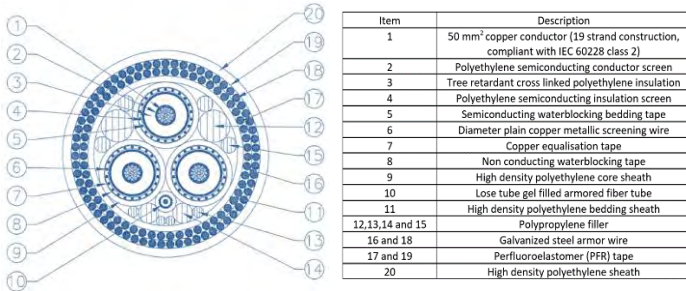 1
2
3
4
5
6
7
8
9
10
20
19
18
17
12
15
16
11
13
14
Item Description
1 50 mm² copper conductor (19 strand construction,
compliant with IEC 60228 class 2)
2 Polyethylene semiconducting conductor screen
3 Tree retardant cross linked polyethylene insulation
4 Polyethylene semiconducting insulation screen
5 Semiconducting waterblocking bedding tape
6 Diameter plain copper metallic screening wire
7 Copper equalisation tape
8 Non conducting waterblocking tape
9 High density polyethylene core sheath
10 Lose tube gel filled armored fiber tube
11 High density polyethylene bedding sheath
12,13,14 and 15 Polypropylene filler
16 and 18 Galvanized steel armor wire
17 and 19 Perfluoroelastomer (PFR) tape
20 High density polyethylene sheath